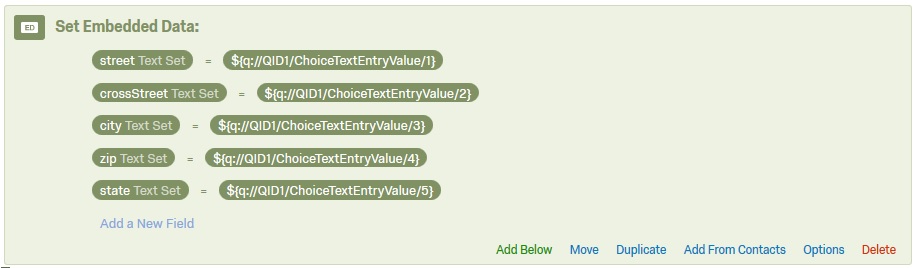 ED Set Embedded Data:
street Text Set = ${q://QID1/ChoiceTextEntryValue/1}
crossStreet Text Set = ${q://QID1/ChoiceTextEntryValue/2}
city Text Set = ${q://QID1/ChoiceTextEntryValue/3}
zip Text Set = ${q://QID1/ChoiceTextEntryValue/4}
state Text Set = ${q://QID1/ChoiceTextEntryValue/5}
Add a New Field
Add Below Move Duplicate Add From Contacts Options Delete